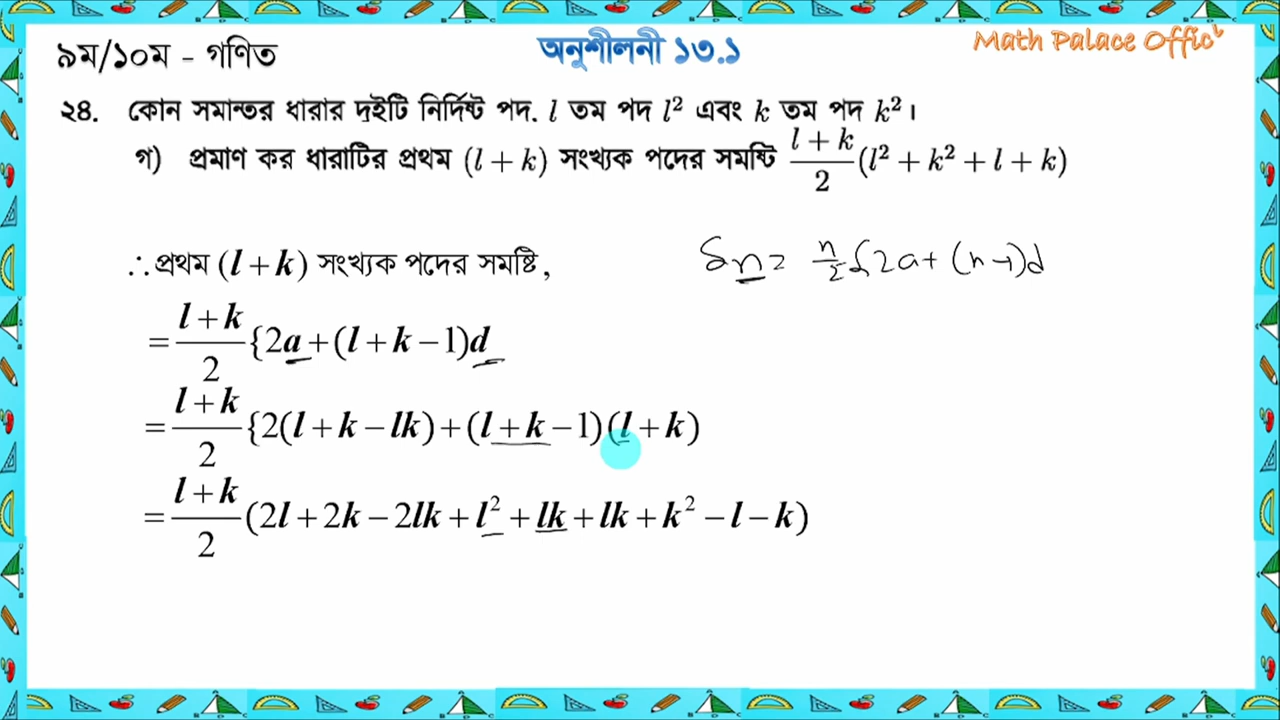 ৯ম/১০ম - গণিত
অনুশীলনী ১৩.১
Math Palace Offic
২৪. কোন সমান্তর ধারার দুইটি নির্দিষ্ট পদ. l তম পদ l² এবং k তম পদ k²।
গ) প্রমাণ কর ধারাটির প্রথম (l + k) সংখ্যক পদের সমষ্টি (l + k)/2 (l² + k² + l + k)
∴ প্রথম (l + k) সংখ্যক পদের সমষ্টি,
Sn = n/2 {2a + (n-1)d
= (l + k)/2 {2a + (l + k − 1)d
= (l + k)/2 {2(l + k − lk) + (l + k − 1)(l + k)
= (l + k)/2 (2l + 2k − 2lk + l² + lk + lk + k² − l − k)